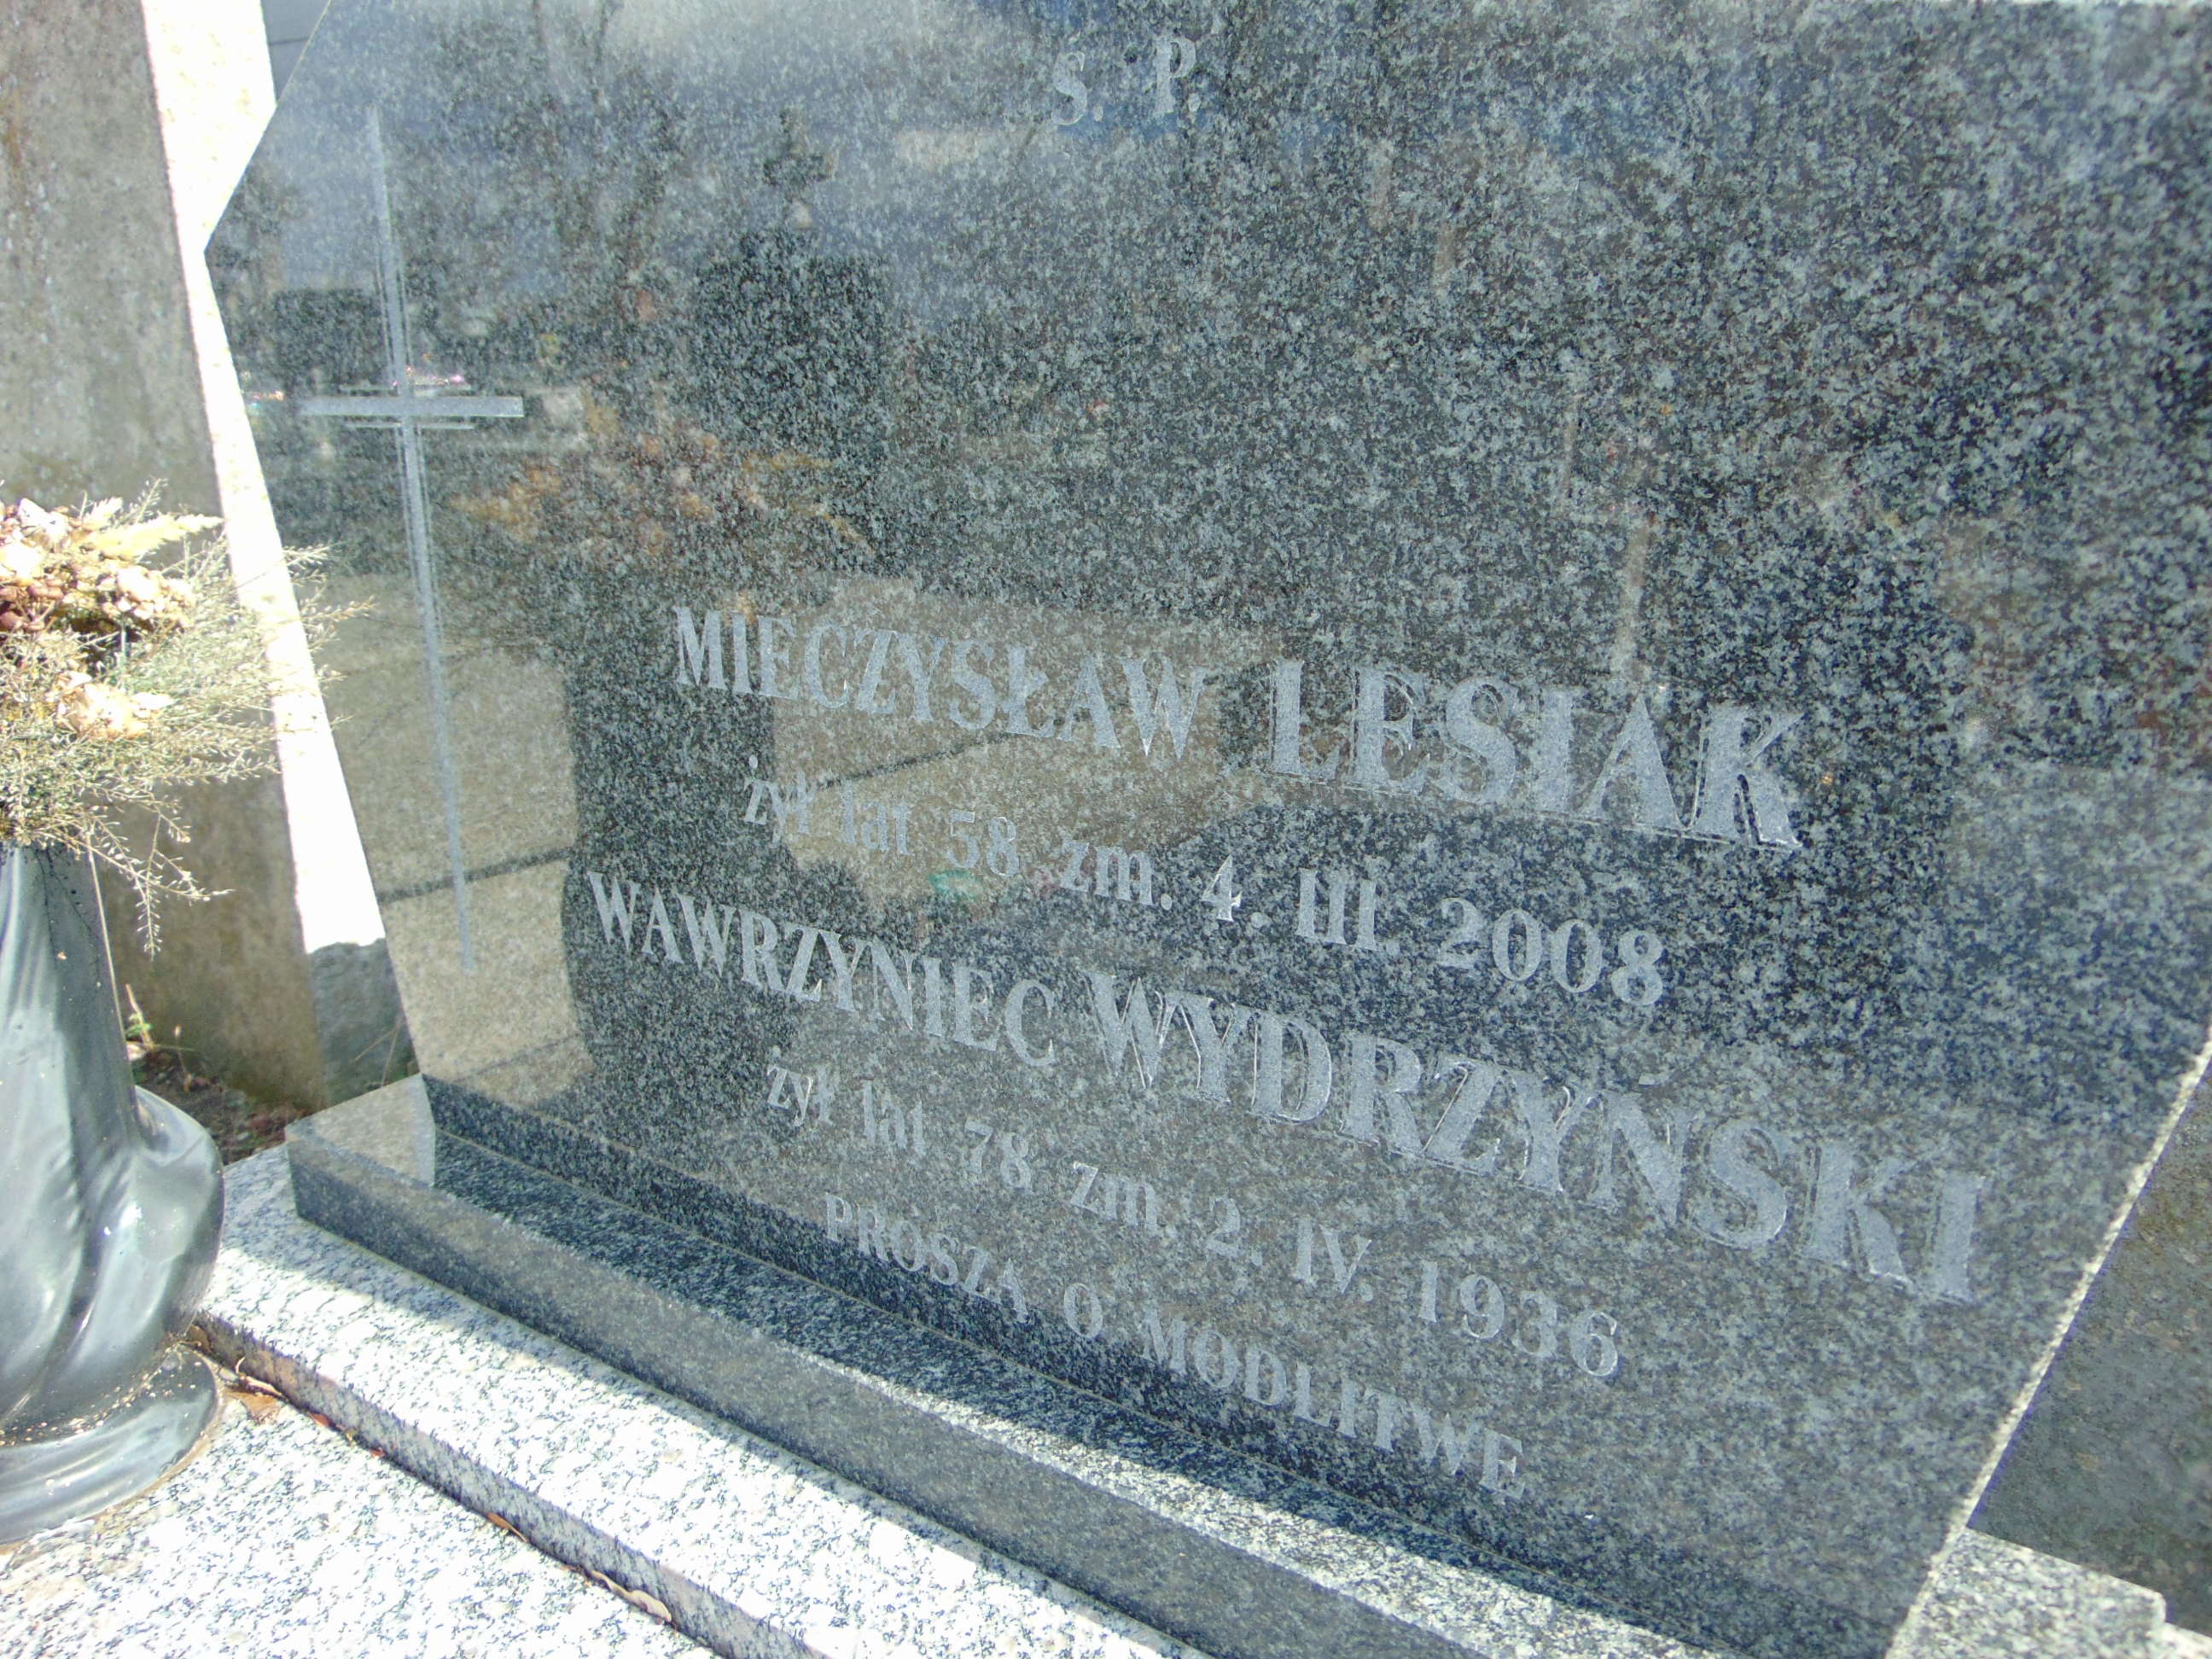 Ś. P.
MIECZYSŁAW LESIAK
żył lat 58 zm. 4. III. 2008
WAWRZYNIEC WYDRZYŃSKI
żył lat 78 zm. 2. IV. 1936
PROSZĄ O MODLITWĘ